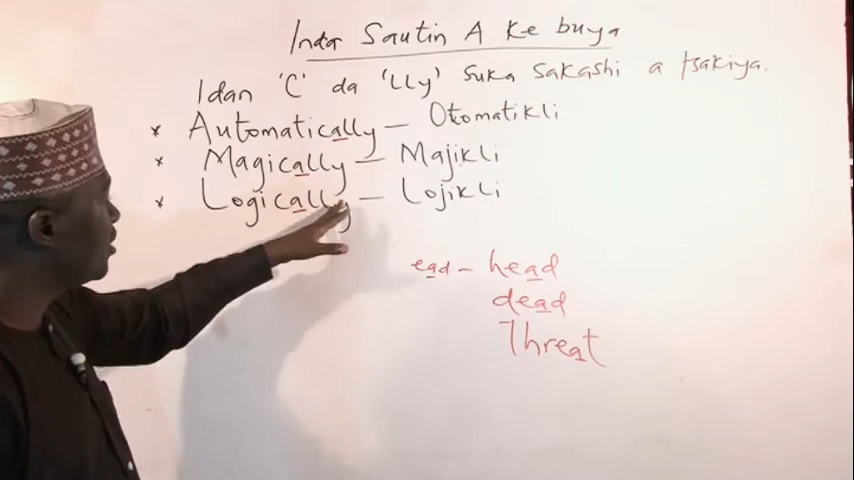 Inda Sautin A ke buya
Idan 'C' da 'LLy' suka sakashi a tsakiya.
* Automatically – Otomatikli
* Magically – Majikli
* Logically – Lojikli
ead – head
dead
Threat